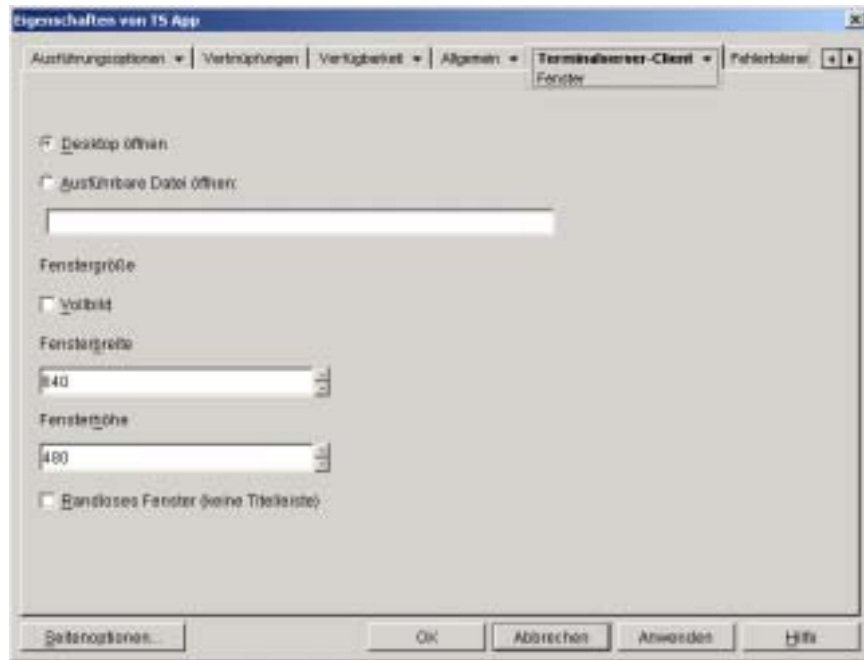 Eigenschaften von TS App
Ausführungsoptionen Verknüpfungen Verfügbarkeit Allgemein Terminalserver-Client
Fenster
Desktop öffnen
Ausführbare Datei öffnen:
Fenstergröße
Vollbild
Fensterbreite
640
Fensterhöhe
480
Randloses Fenster (keine Titelleiste)
Seitenoptionen... OK Abbrechen Anwenden Hilfe